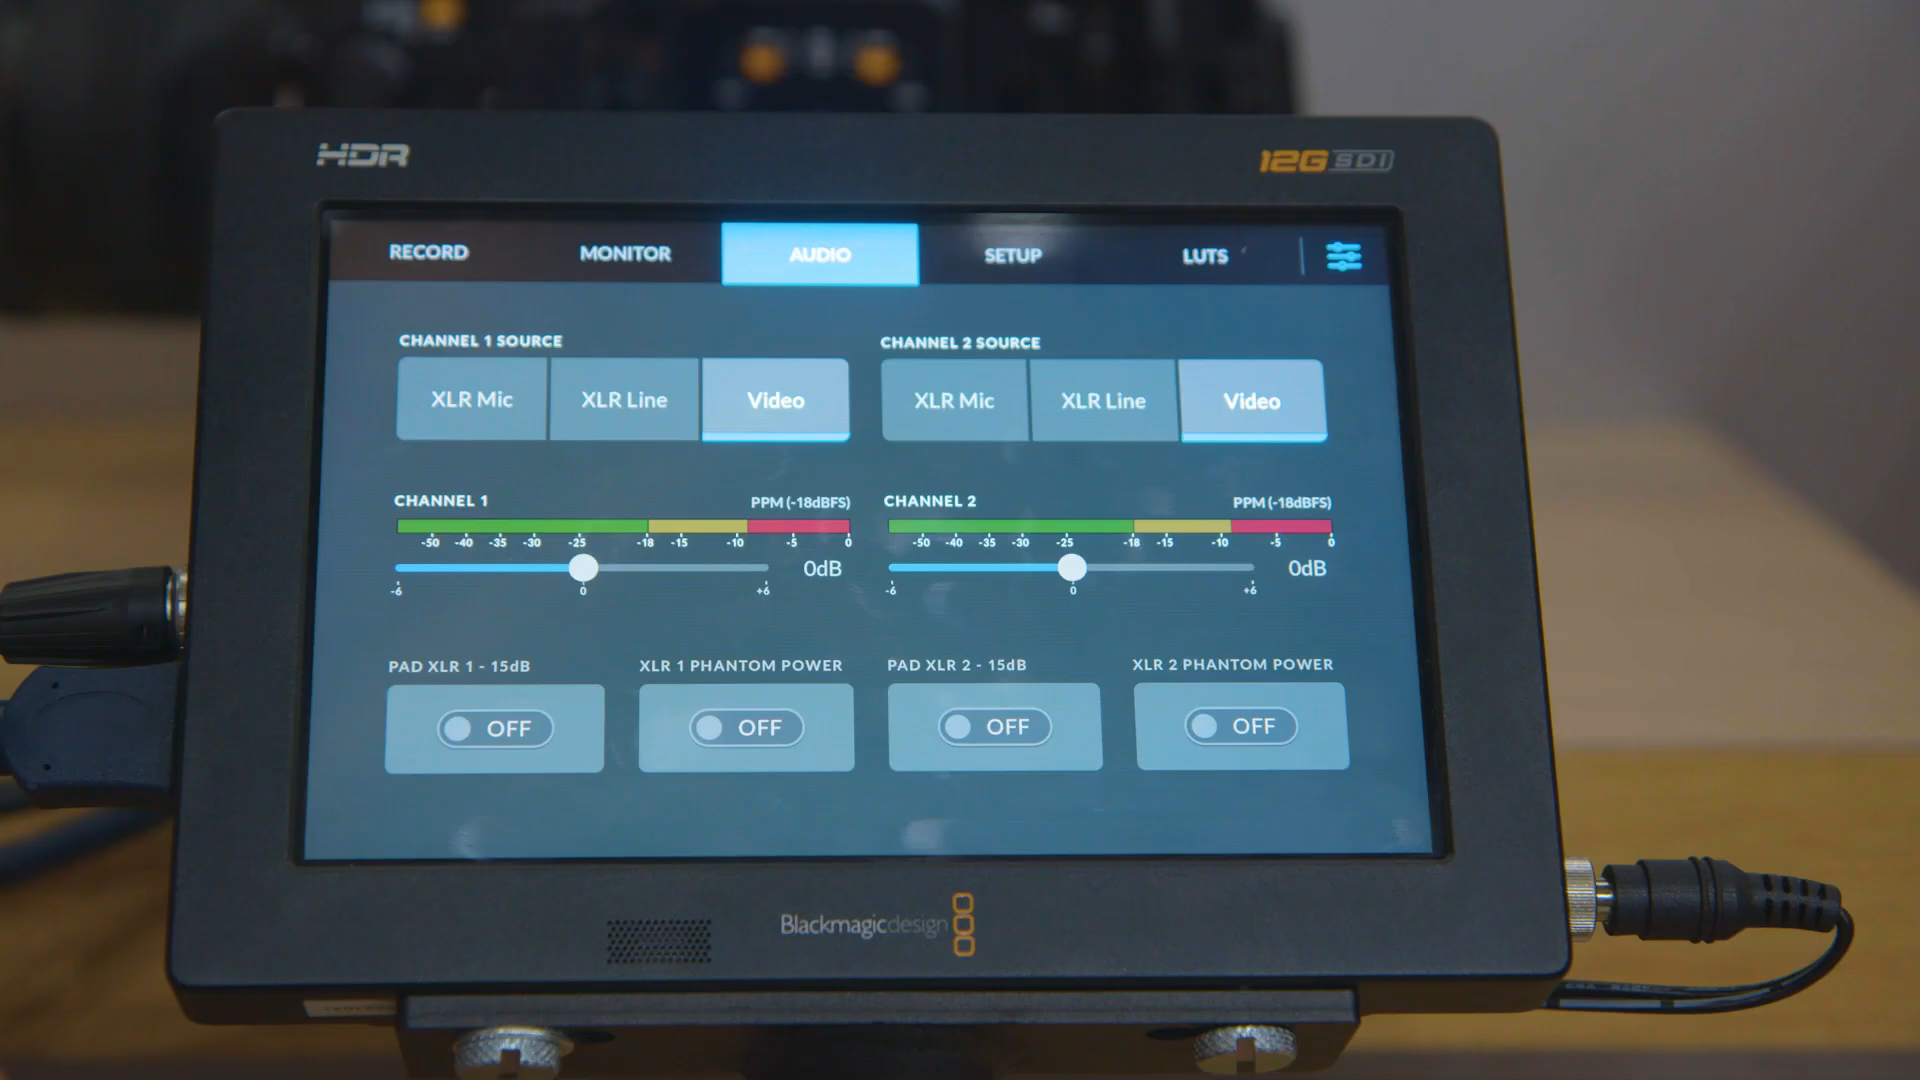 HDR
12G SDI
RECORD MONITOR AUDIO SETUP LUTS
CHANNEL 1 SOURCE CHANNEL 2 SOURCE
XLR Mic XLR Line Video XLR Mic XLR Line Video
CHANNEL 1 PPM (-18dBFS) CHANNEL 2 PPM (-18dBFS)
-50 -40 -35 -30 -25 -18 -15 -10 -5 0 -50 -40 -35 -30 -25 -18 -15 -10 -5 0
0dB 0dB
-6 0 +6 -6 0 +6
PAD XLR 1 - 15dB XLR 1 PHANTOM POWER PAD XLR 2 - 15dB XLR 2 PHANTOM POWER
OFF OFF OFF OFF
Blackmagicdesign